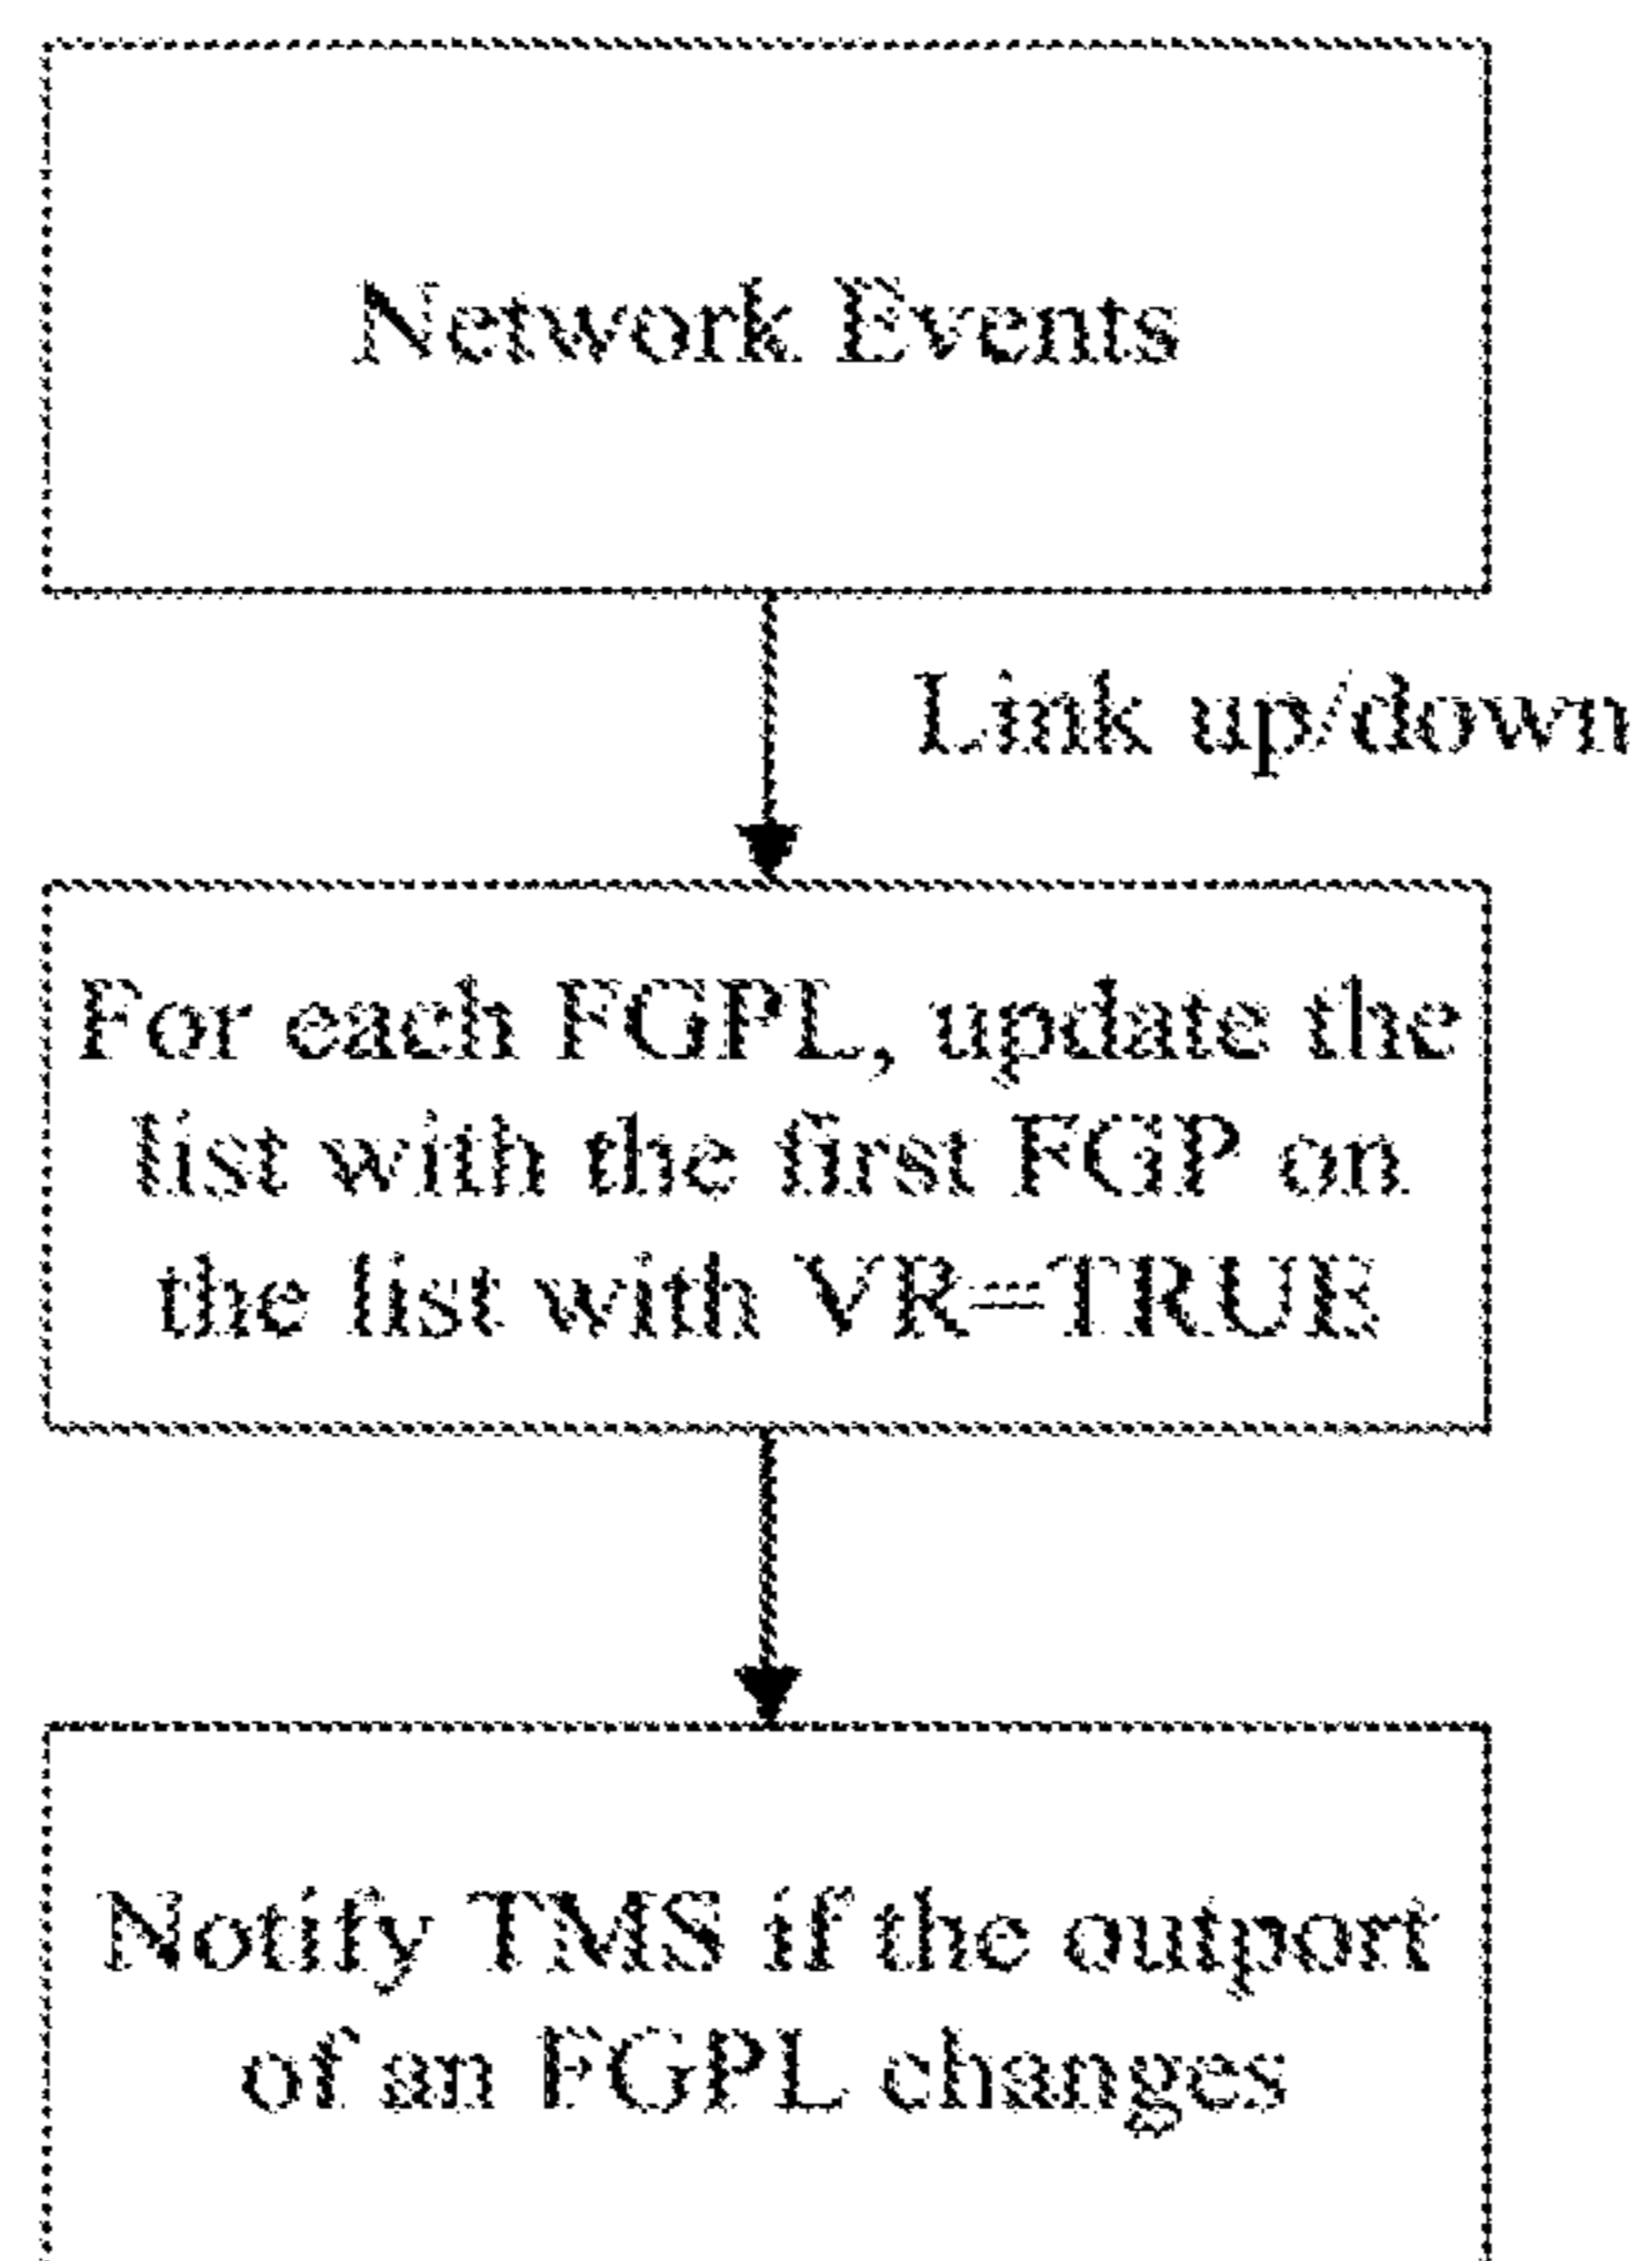 Network Events
Link up/down
For each FGPL, update the
list with the first FGP on
the list with VR=TRUE
Notify TMS if the outport
of an FGPL changes